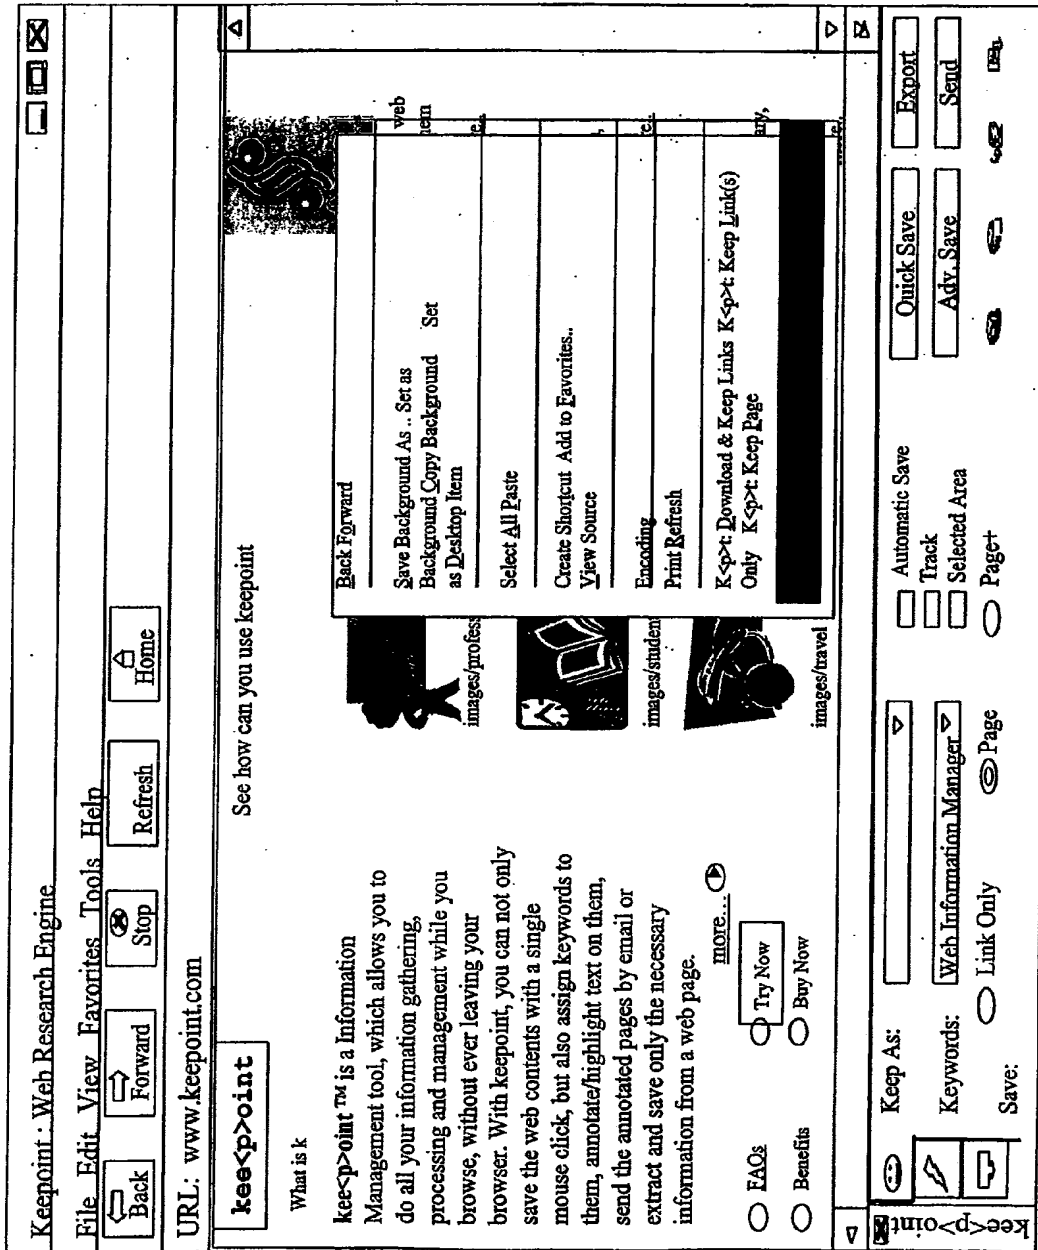 Keepoint : Web Research Engine
File Edit View Favorites Tools Help
Back Forward Stop Refresh Home
URL: www.keepoint.com
kee<p>oint
See how can you use keepoint
What is k
kee<p>oint ™ is a Information
Management tool, which allows you to
do all your information gathering,
processing and management while you
browse, without ever leaving your
browser. With keepoint, you can not only
save the web contents with a single
mouse click, but also assign keywords to
them, annotate/highlight text on them,
send the annotated pages by email or
extract and save only the necessary
information from a web page.
more...
FAQs Try Now
Benefits Buy Now
images/profess
images/student
images/travel
Back Forward
Save Background As .. Set as
Background Copy Background Set
as Desktop Item
Select All Paste
Create Shortcut Add to Favorites..
View Source
Encoding
Print Refresh
K<p>t: Download & Keep Links K<p>t: Keep Link(s)
Only K<p>t: Keep Page
web
em
e..
,
e..
any,
kee<p>oint
Keep As:
Keywords: Web Information Manager
Save: Link Only Page Page+
Automatic Save
Track
Selected Area
Quick Save Export
Adv. Save Send